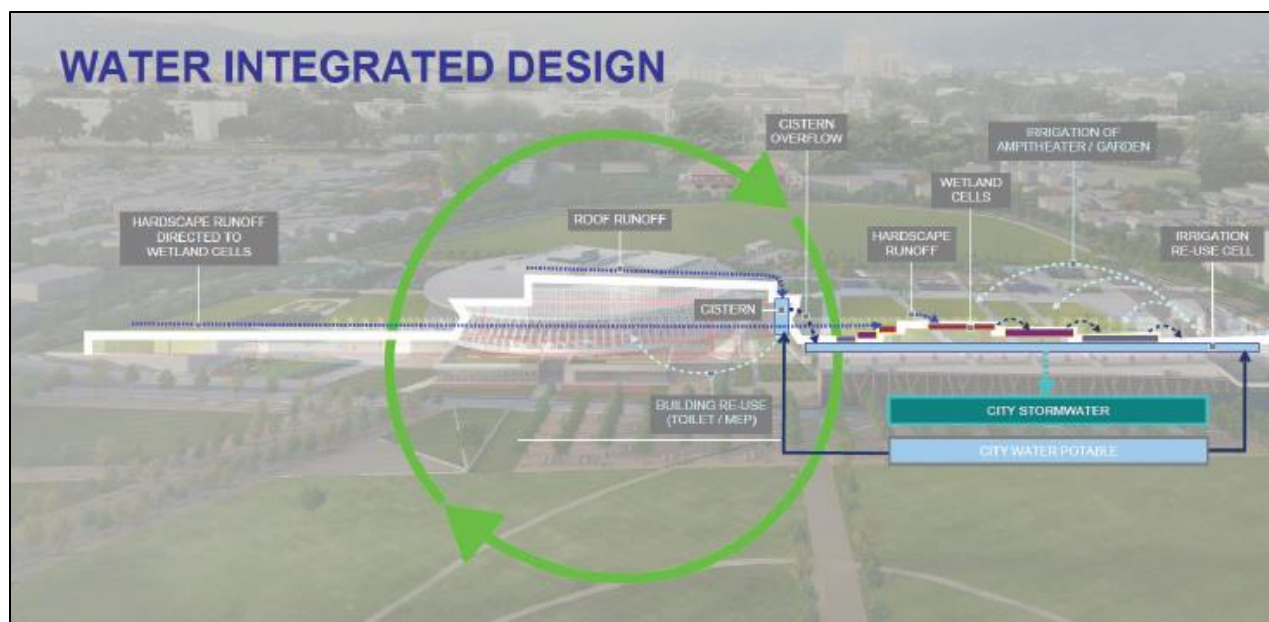 WATER INTEGRATED DESIGN
CISTERN
OVERFLOW
IRRIGATION OF
AMPITHEATER / GARDEN
WETLAND
CELLS
HARDSCAPE RUNOFF
DIRECTED TO
WETLAND CELLS
ROOF RUNOFF
HARDSCAPE
RUNOFF
IRRIGATION
RE-USE CELL
CISTERN
BUILDING RE-USE
(TOILET / MEP)
CITY STORMWATER
CITY WATER POTABLE